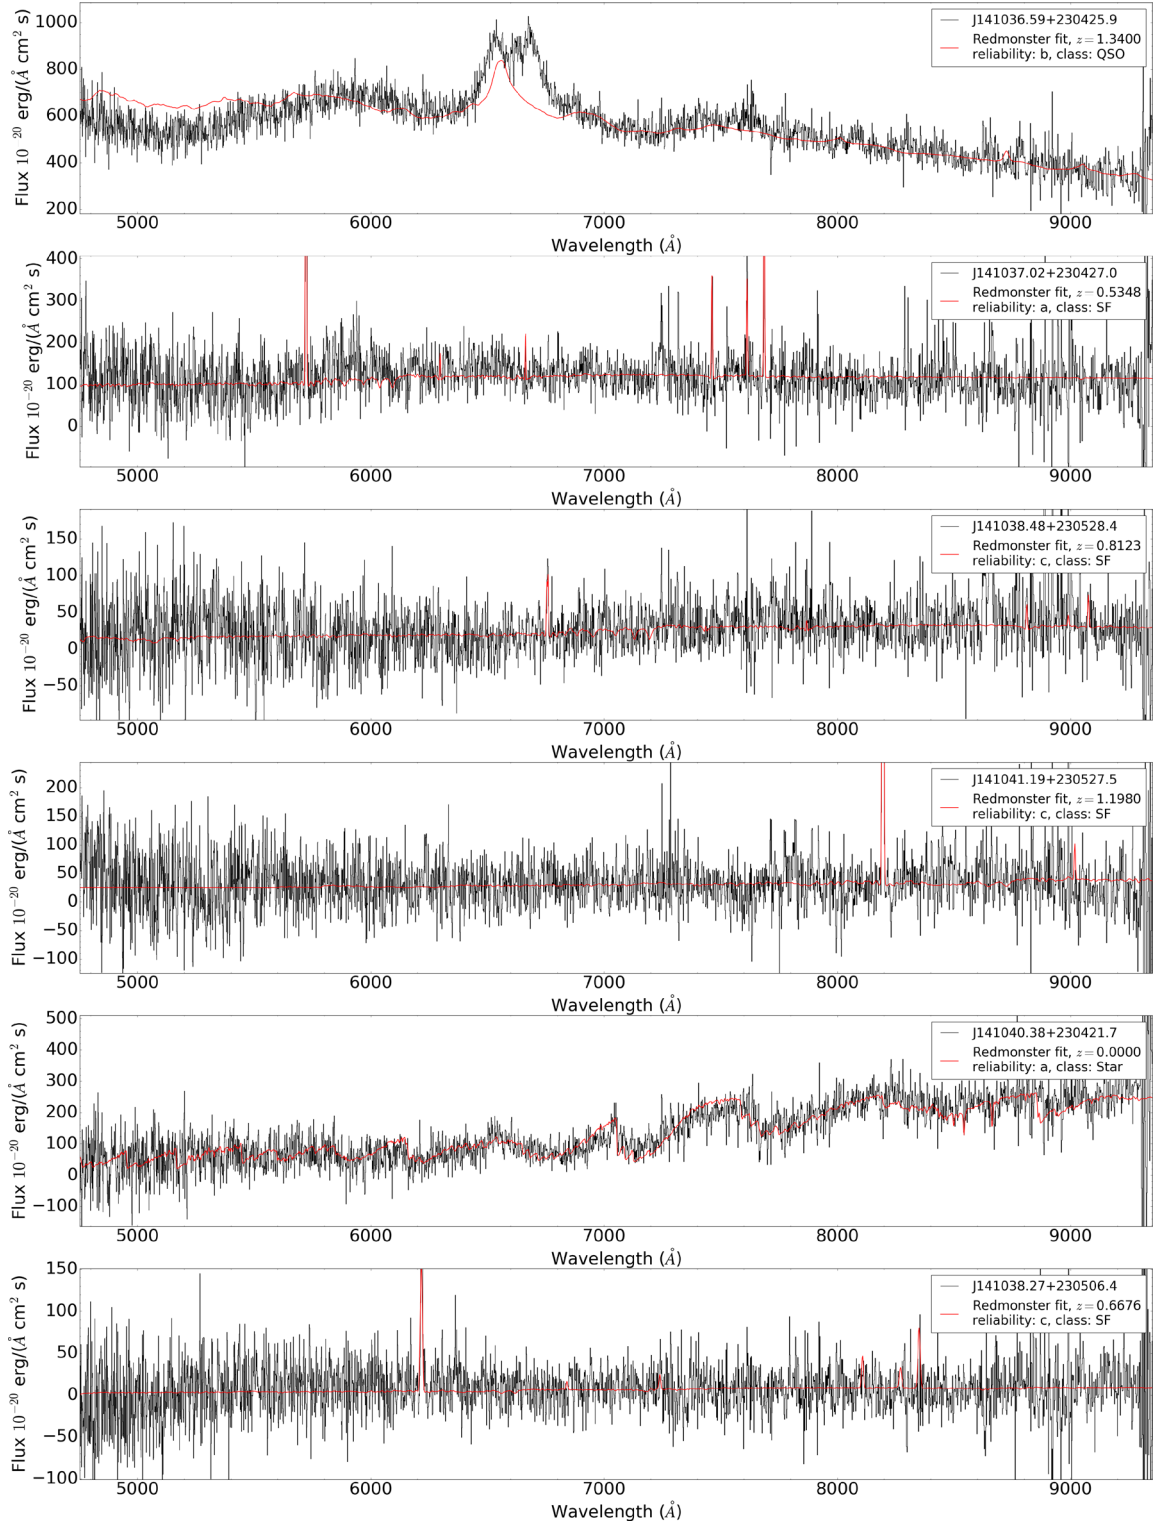 J141036.59+230425.9
Redmonster fit, z = 1.3400
reliability: b, class: QSO
1000
800
600
400
200
Flux 10 20 erg/(Å cm² s)
5000 6000 7000 8000 9000
Wavelength (Å)
J141037.02+230427.0
Redmonster fit, z = 0.5348
reliability: a, class: SF
400
300
200
100
0
Flux 10⁻²⁰ erg/(Å cm² s)
5000 6000 7000 8000 9000
Wavelength (Å)
J141038.48+230528.4
Redmonster fit, z = 0.8123
reliability: c, class: SF
150
100
50
0
−50
Flux 10⁻²⁰ erg/(Å cm² s)
5000 6000 7000 8000 9000
Wavelength (Å)
J141041.19+230527.5
Redmonster fit, z = 1.1980
reliability: c, class: SF
200
150
100
50
0
−50
−100
Flux 10⁻²⁰ erg/(Å cm² s)
5000 6000 7000 8000 9000
Wavelength (Å)
J141040.38+230421.7
Redmonster fit, z = 0.0000
reliability: a, class: Star
500
400
300
200
100
0
−100
Flux 10⁻²⁰ erg/(Å cm² s)
5000 6000 7000 8000 9000
Wavelength (Å)
J141038.27+230506.4
Redmonster fit, z = 0.6676
reliability: c, class: SF
150
100
50
0
−50
−100
Flux 10⁻²⁰ erg/(Å cm² s)
5000 6000 7000 8000 9000
Wavelength (Å)